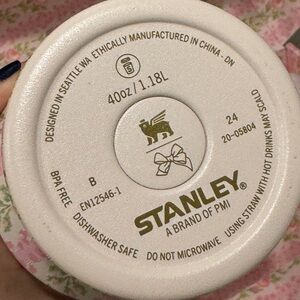 DESIGNED IN SEATTLE WA ETHICALLY MANUFACTURED IN CHINA - DN
40oz / 1.18L
24
20-05804
B
EN12546-1
STANLEY®
A BRAND OF PMI
BPA FREE DISHWASHER SAFE DO NOT MICROWAVE USING STRAW WITH HOT DRINKS MAY SCALD